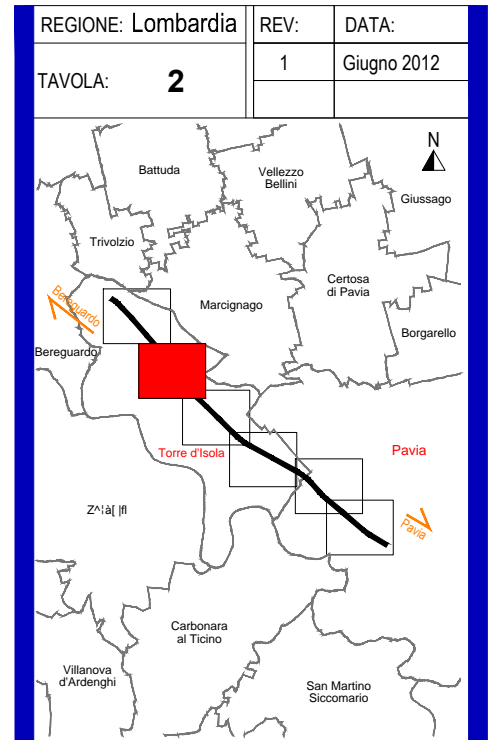 REGIONE: Lombardia
REV:
DATA:
TAVOLA: 2
1
Giugno 2012
N
Battuda
Vellezzo
Bellini
Giussago
Trivolzio
Certosa
di Pavia
Bereguardo
Marcignago
Borgarello
Bereguardo
Torre d'Isola
Pavia
Z^¦à[ |fl
Pavia
Carbonara
al Ticino
Villanova
d'Ardenghi
San Martino
Siccomario